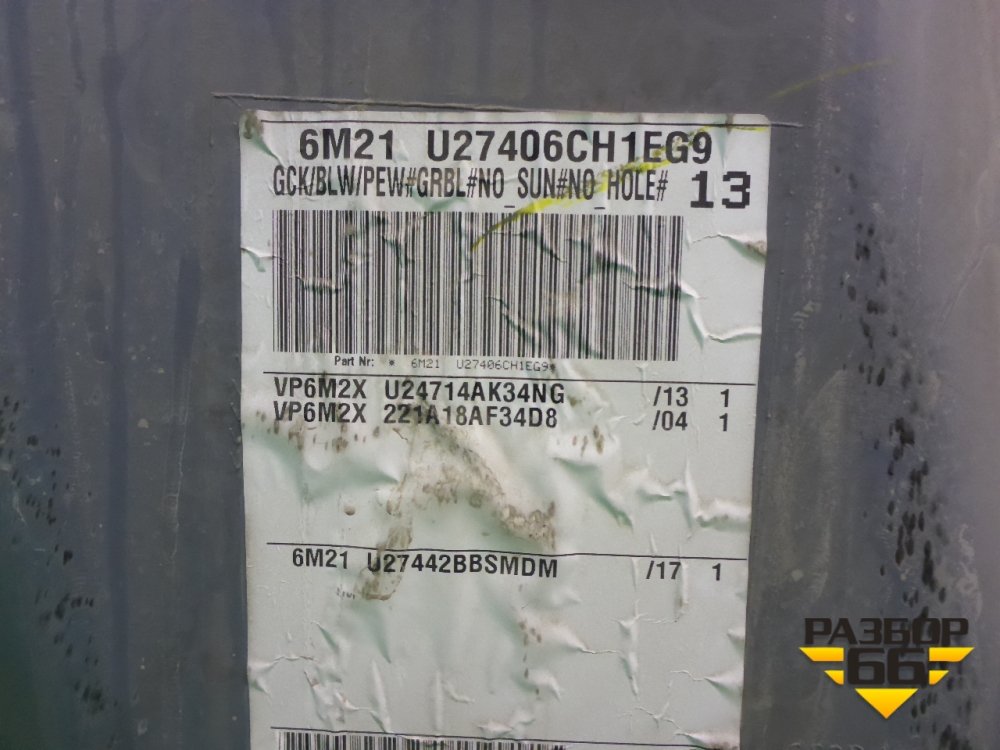 6M21 U27406CH1EG9
GCK/BLW/PEW#GRBL#NO_SUN#NO_HOLE# 13
Part Nr: * 6M21 U27406CH1EG9*
VP6M2X U24714AK34NG /13 1
VP6M2X 221A18AF34D8 /04 1
6M21 U27442BBSMDM /17 1
РАЗБОР
66